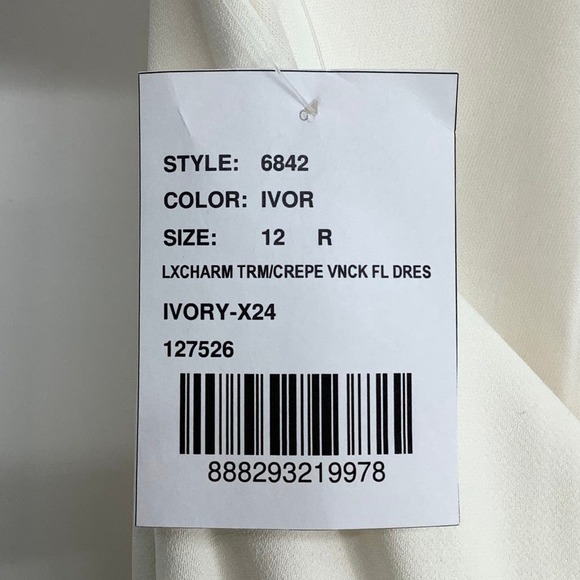 STYLE: 6842
COLOR: IVOR
SIZE: 12 R
LXCHARM TRM/CREPE VNCK FL DRES
IVORY-X24
127526
888293219978